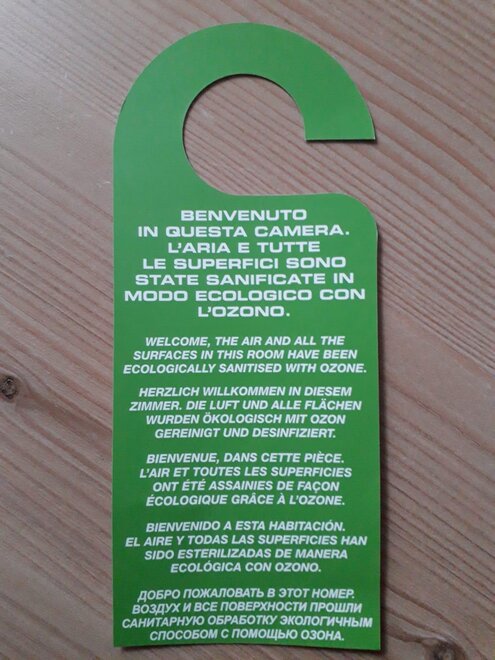 BENVENUTO
IN QUESTA CAMERA.
L'ARIA E TUTTE
LE SUPERFICI SONO
STATE SANIFICATE IN
MODO ECOLOGICO CON
L'OZONO.
WELCOME, THE AIR AND ALL THE
SURFACES IN THIS ROOM HAVE BEEN
ECOLOGICALLY SANITISED WITH OZONE.
HERZLICH WILLKOMMEN IN DIESEM
ZIMMER. DIE LUFT UND ALLE FLÄCHEN
WURDEN ÖKOLOGISCH MIT OZON
GEREINIGT UND DESINFIZIERT.
BIENVENUE, DANS CETTE PIÈCE.
L'AIR ET TOUTES LES SUPERFICIES
ONT ÉTÉ ASSAINIES DE FAÇON
ÉCOLOGIQUE GRÂCE À L'OZONE.
BIENVENIDO A ESTA HABITACIÓN.
EL AIRE Y TODAS LAS SUPERFICIES HAN
SIDO ESTERILIZADAS DE MANERA
ECOLÓGICA CON OZONO.
ДОБРО ПОЖАЛОВАТЬ В ЭТОТ НОМЕР.
ВОЗДУХ И ВСЕ ПОВЕРХНОСТИ ПРОШЛИ
САНИТАРНУЮ ОБРАБОТКУ ЭКОЛОГИЧНЫМ
СПОСОБОМ С ПОМОЩЬЮ ОЗОНА.